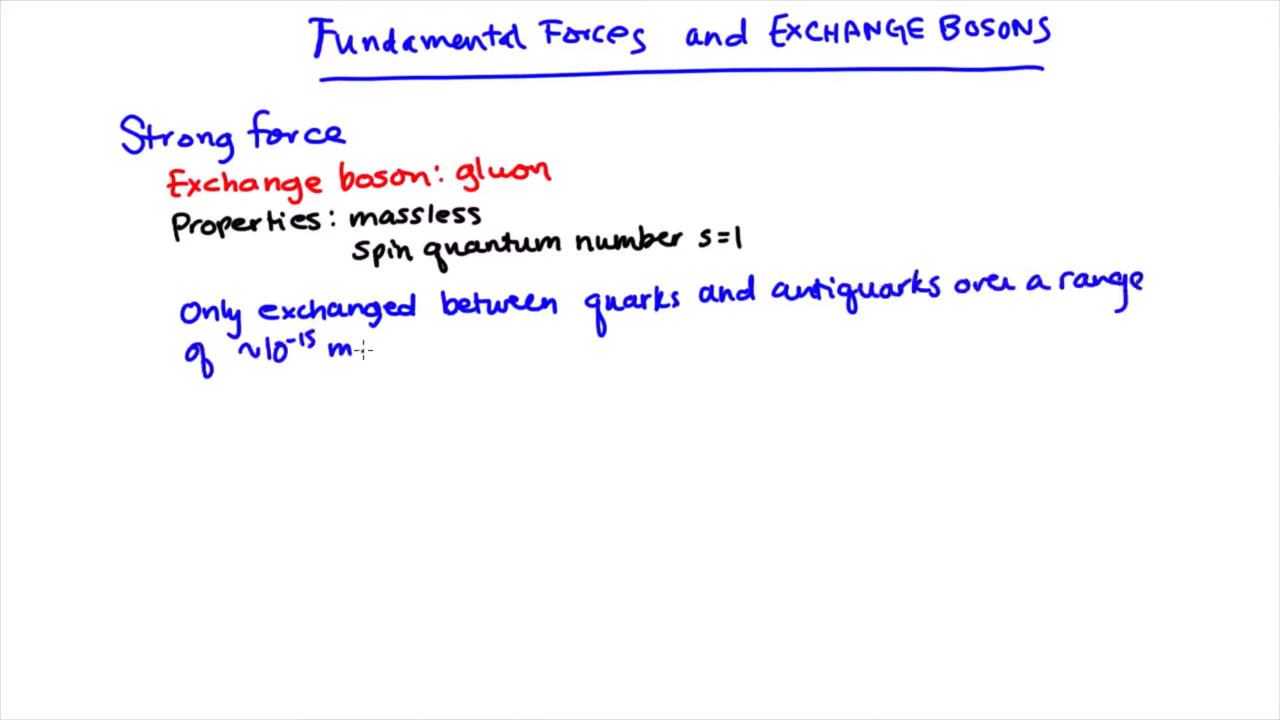 Fundamental Forces and EXCHANGE BOSONS
Strong force
Exchange boson: gluon
Properties: massless
spin quantum number s=1
Only exchanged between quarks and antiquarks over a range
of ~10⁻¹⁵ m